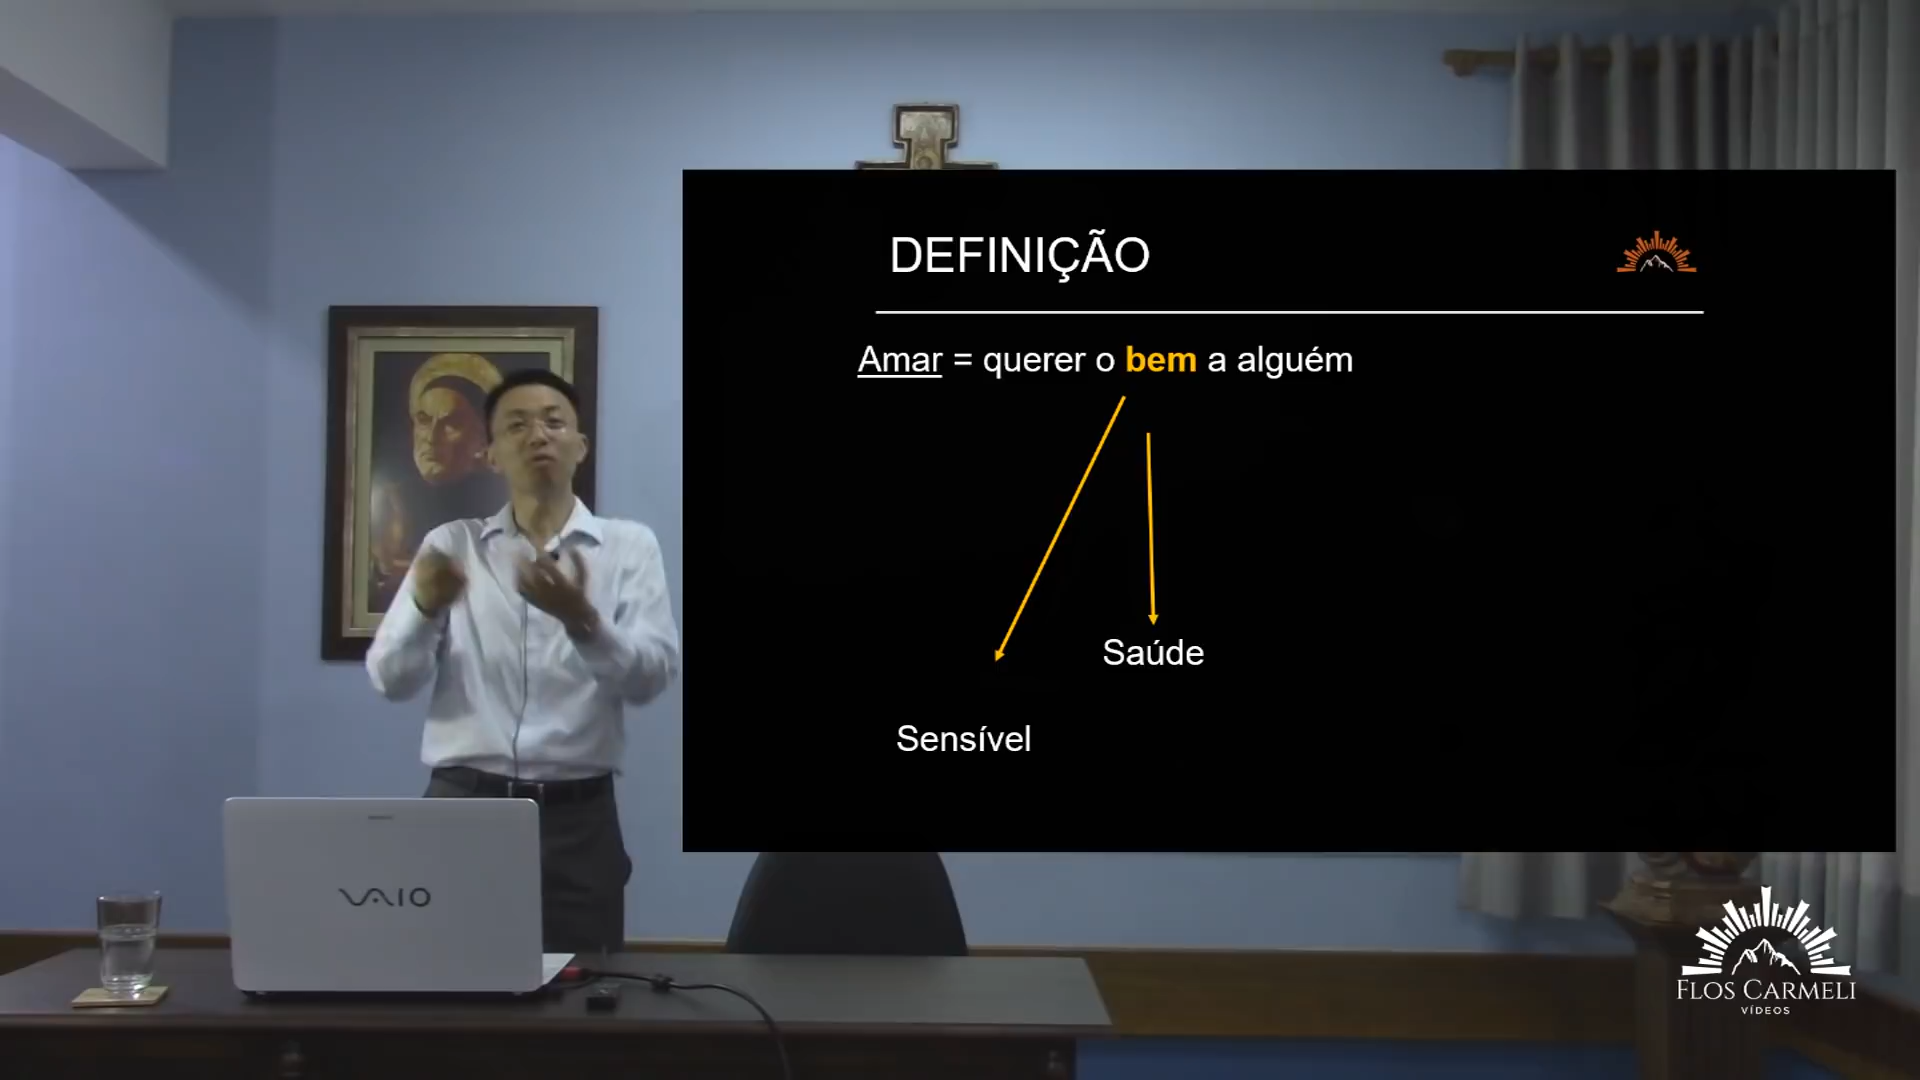 DEFINIÇÃO
Amar = querer o bem a alguém
Saúde
Sensível
VAIO
FLOS CARMELI
VÍDEOS